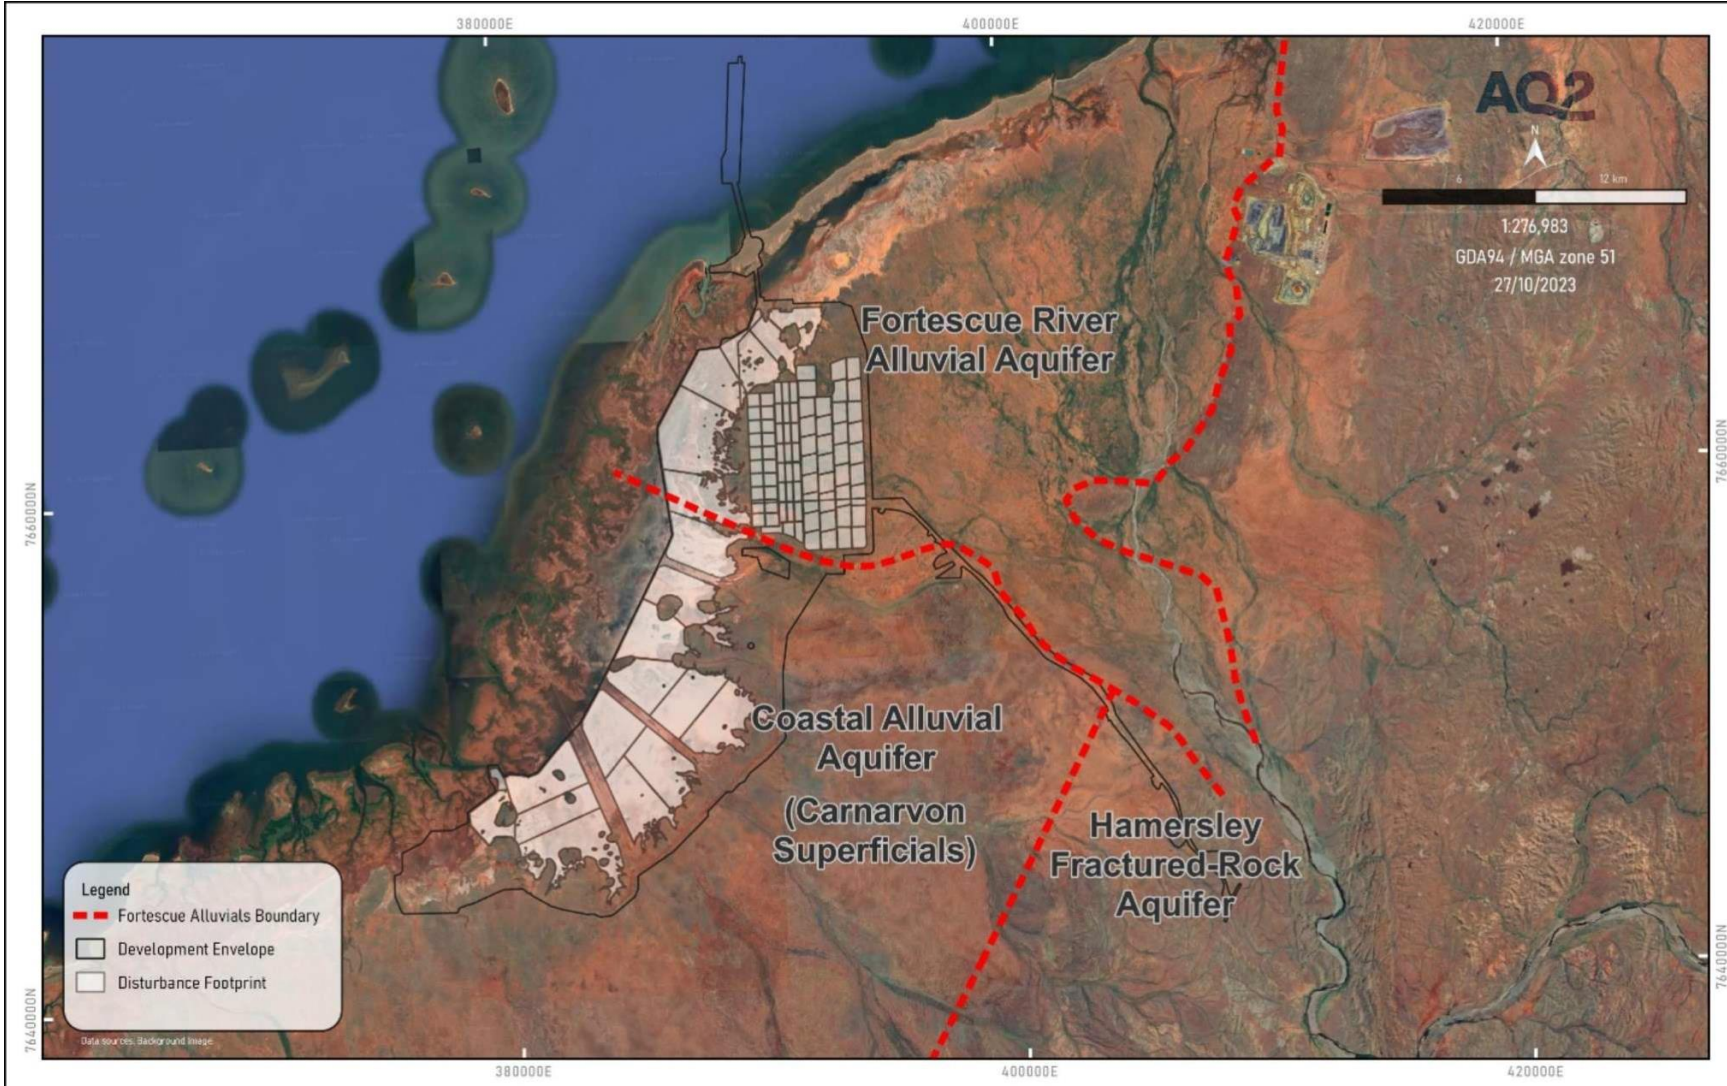 380000E
400000E
420000E
AQ2
N
6
12 km
1:276,983
GDA94 / MGA zone 51
27/10/2023
Fortescue River
Alluvial Aquifer
7660000N
7660000N
Coastal Alluvial
Aquifer
(Carnarvon
Superficials)
Hamersley
Fractured-Rock
Aquifer
Legend
Fortescue Alluvials Boundary
Development Envelope
Disturbance Footprint
Data sources: Background Image:
7640000N
7640000N
380000E
400000E
420000E